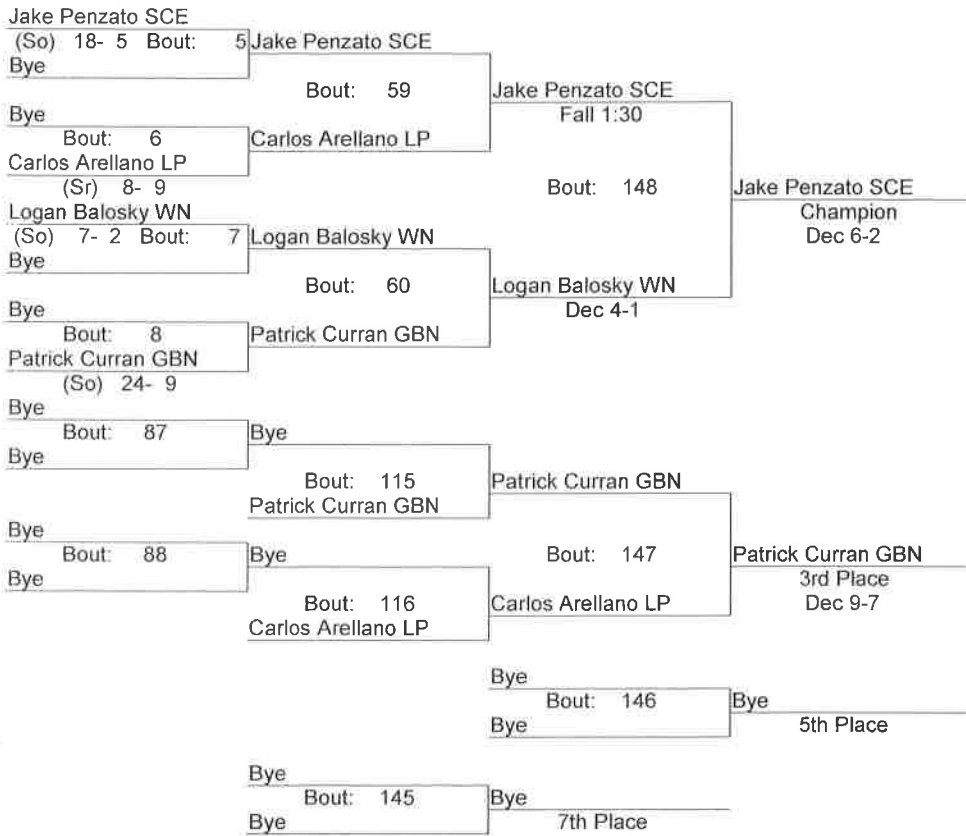 Jake Penzato SCE
(So) 18- 5 Bout: 5 Jake Penzato SCE
Bye
Bout: 59 Jake Penzato SCE
Bye Fall 1:30
Bout: 6 Carlos Arellano LP
Carlos Arellano LP
(Sr) 8- 9 Bout: 148 Jake Penzato SCE
Logan Balosky WN Champion
(So) 7- 2 Bout: 7 Logan Balosky WN Dec 6-2
Bye
Bout: 60 Logan Balosky WN
Bye Dec 4-1
Bout: 8 Patrick Curran GBN
Patrick Curran GBN
(So) 24- 9
Bye
Bout: 87 Bye
Bye
Bout: 115 Patrick Curran GBN
Patrick Curran GBN
Bye
Bout: 88 Bye Bout: 147 Patrick Curran GBN
Bye 3rd Place
Bout: 116 Carlos Arellano LP Dec 9-7
Carlos Arellano LP
Bye
Bout: 146 Bye
Bye 5th Place
Bye
Bout: 145 Bye
Bye 7th Place